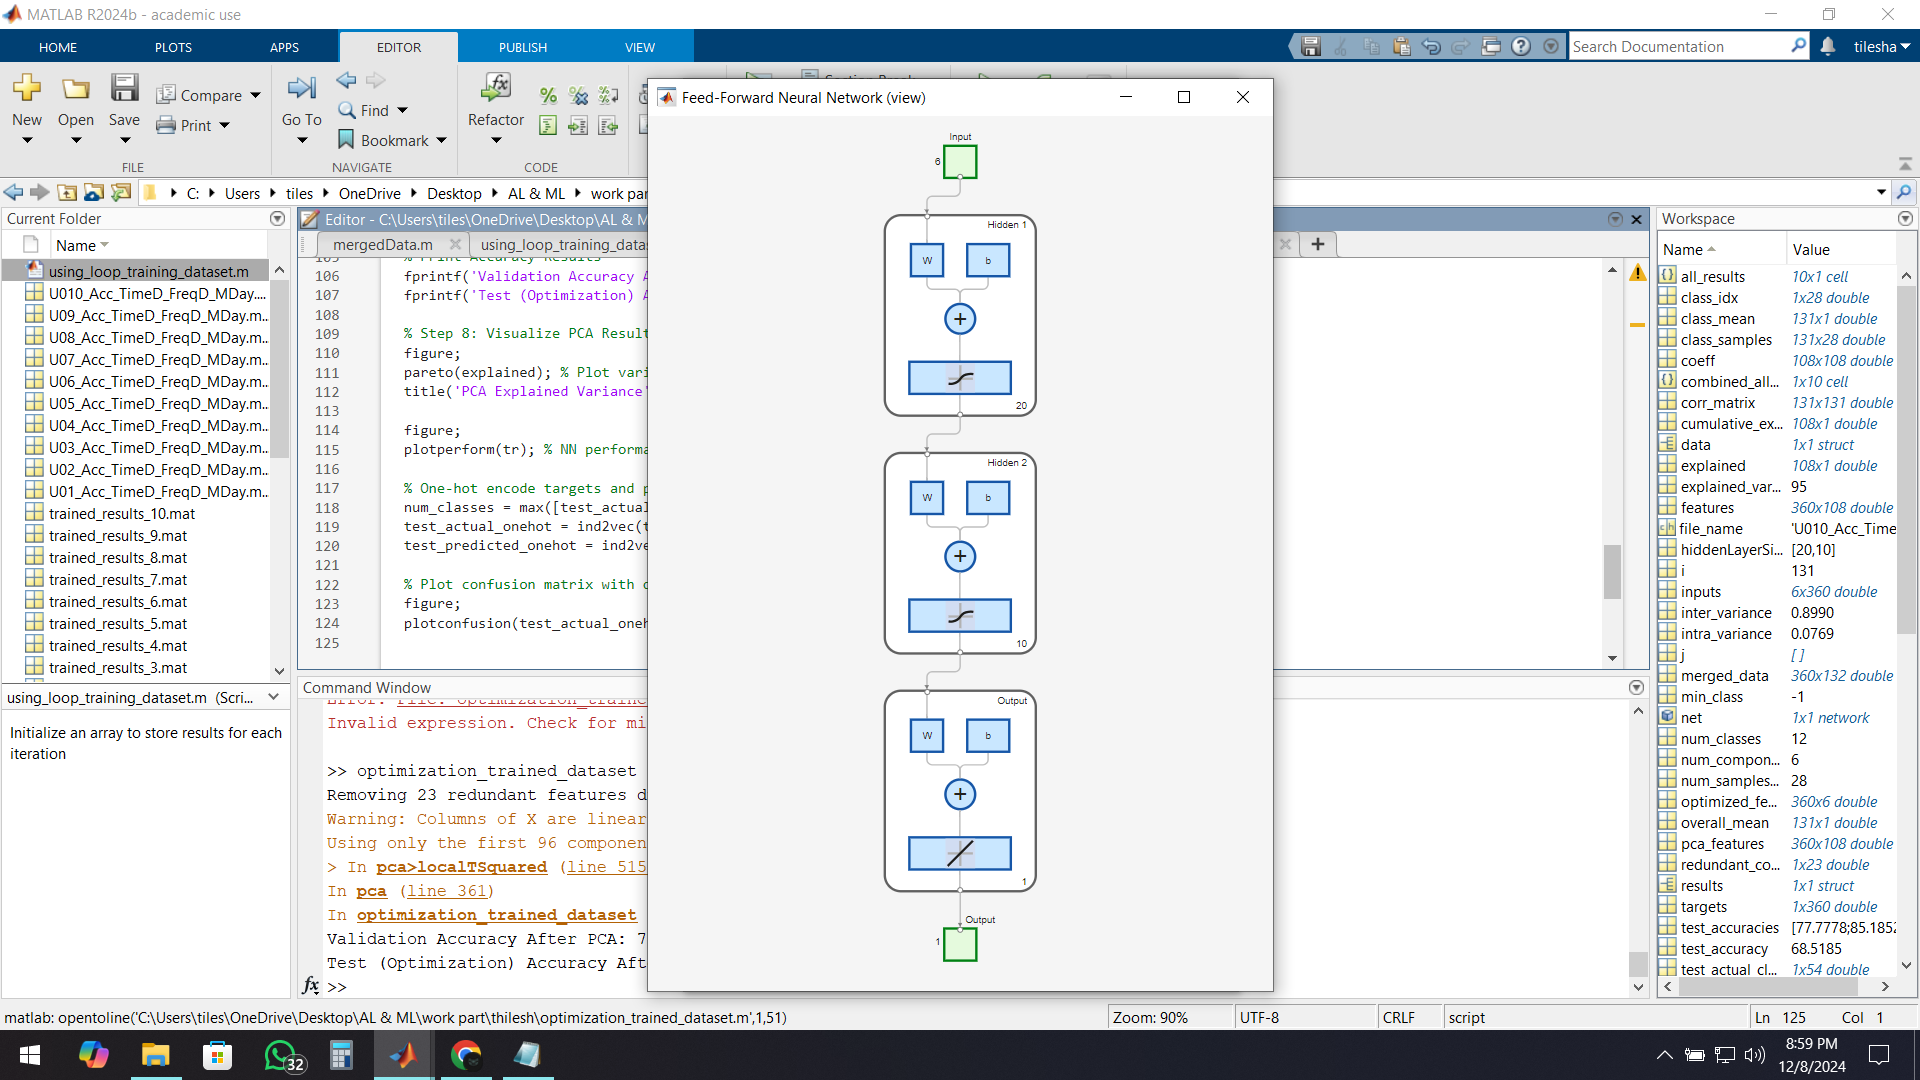 MATLAB R2024b - academic use
HOME
PLOTS
APPS
EDITOR
PUBLISH
VIEW
Search Documentation
tilesha
New
Open
Save
Compare
Print
FILE
Go To
Find
Bookmark
NAVIGATE
Refactor
CODE
C: Users tiles OneDrive Desktop AL & ML work
Current Folder
Name
using_loop_training_dataset.m
U010_Acc_TimeD_FreqD_MDay....
U09_Acc_TimeD_FreqD_MDay.m...
U08_Acc_TimeD_FreqD_MDay.m...
U07_Acc_TimeD_FreqD_MDay.m...
U06_Acc_TimeD_FreqD_MDay.m...
U05_Acc_TimeD_FreqD_MDay.m...
U04_Acc_TimeD_FreqD_MDay.m...
U03_Acc_TimeD_FreqD_MDay.m...
U02_Acc_TimeD_FreqD_MDay.m...
U01_Acc_TimeD_FreqD_MDay.m...
trained_results_10.mat
trained_results_9.mat
trained_results_8.mat
trained_results_7.mat
trained_results_6.mat
trained_results_5.mat
trained_results_4.mat
trained_results_3.mat
using_loop_training_dataset.m (Scri...
Initialize an array to store results for each
iteration
Editor - C:\Users\tiles\OneDrive\Desktop\AL & M
mergedData.m
using_loop_training_datas
105 % Print Accuracy Results
106 fprintf('Validation Accuracy A
107 fprintf('Test (Optimization) A
108
109 % Step 8: Visualize PCA Result
110 figure;
111 pareto(explained); % Plot vari
112 title('PCA Explained Variance'
113
114 figure;
115 plotperform(tr); % NN performa
116
117 % One-hot encode targets and p
118 num_classes = max([test_actual
119 test_actual_onehot = ind2vec(t
120 test_predicted_onehot = ind2ve
121
122 % Plot confusion matrix with c
123 figure;
124 plotconfusion(test_actual_oneh
125
Command Window
Invalid expression. Check for mi
>> optimization_trained_dataset
Removing 23 redundant features d
Warning: Columns of X are linear
Using only the first 96 componen
> In pca>localTSquared (line 515
In pca (line 361)
In optimization_trained_dataset
Validation Accuracy After PCA: 7
Test (Optimization) Accuracy Aft
fx >>
Feed-Forward Neural Network (view)
Input
6
Hidden 1
W b
+
20
Hidden 2
W b
+
10
Output
W b
+
1
Output
1
Workspace
Name Value
all_results 10x1 cell
class_idx 1x28 double
class_mean 131x1 double
class_samples 131x28 double
coeff 108x108 double
combined_all... 1x10 cell
corr_matrix 131x131 double
cumulative_ex... 108x1 double
data 1x1 struct
explained 108x1 double
explained_var... 95
features 360x108 double
file_name 'U010_Acc_Time
hiddenLayerSi... [20,10]
i 131
inputs 6x360 double
inter_variance 0.8990
intra_variance 0.0769
j []
merged_data 360x132 double
min_class -1
net 1x1 network
num_classes 12
num_compon... 6
num_samples... 28
optimized_fe... 360x6 double
overall_mean 131x1 double
pca_features 360x108 double
redundant_co... 1x23 double
results 1x1 struct
targets 1x360 double
test_accuracies [77.7778;85.1852
test_accuracy 68.5185
test_actual_cl... 1x54 double
matlab: opentoline('C:\Users\tiles\OneDrive\Desktop\AL & ML\work part\thilesh\optimization_trained_dataset.m',1,51)
Zoom: 90%
UTF-8
CRLF
script
Ln 125 Col 1
32
8:59 PM
12/8/2024